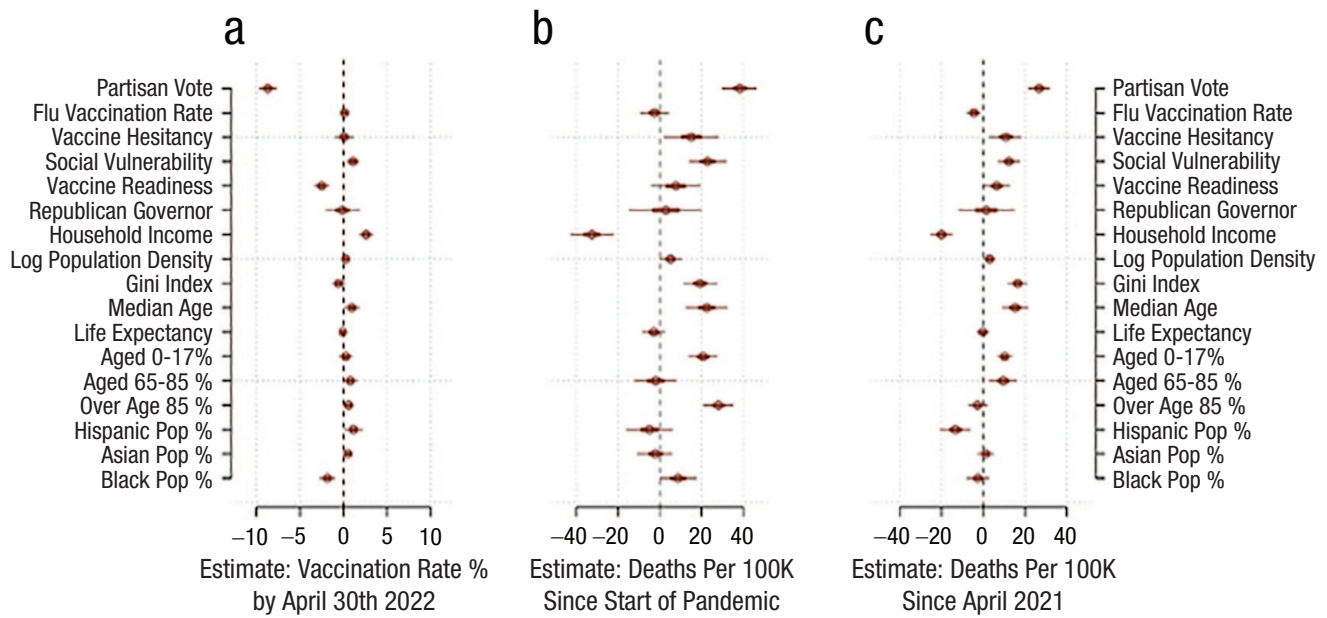 a
b
c
Partisan Vote
Flu Vaccination Rate
Vaccine Hesitancy
Social Vulnerability
Vaccine Readiness
Republican Governor
Household Income
Log Population Density
Gini Index
Median Age
Life Expectancy
Aged 0-17%
Aged 65-85 %
Over Age 85 %
Hispanic Pop %
Asian Pop %
Black Pop %
–10 –5 0 5 10
Estimate: Vaccination Rate %
by April 30th 2022
–40 –20 0 20 40
Estimate: Deaths Per 100K
Since Start of Pandemic
–40 –20 0 20 40
Estimate: Deaths Per 100K
Since April 2021
Partisan Vote
Flu Vaccination Rate
Vaccine Hesitancy
Social Vulnerability
Vaccine Readiness
Republican Governor
Household Income
Log Population Density
Gini Index
Median Age
Life Expectancy
Aged 0-17%
Aged 65-85 %
Over Age 85 %
Hispanic Pop %
Asian Pop %
Black Pop %